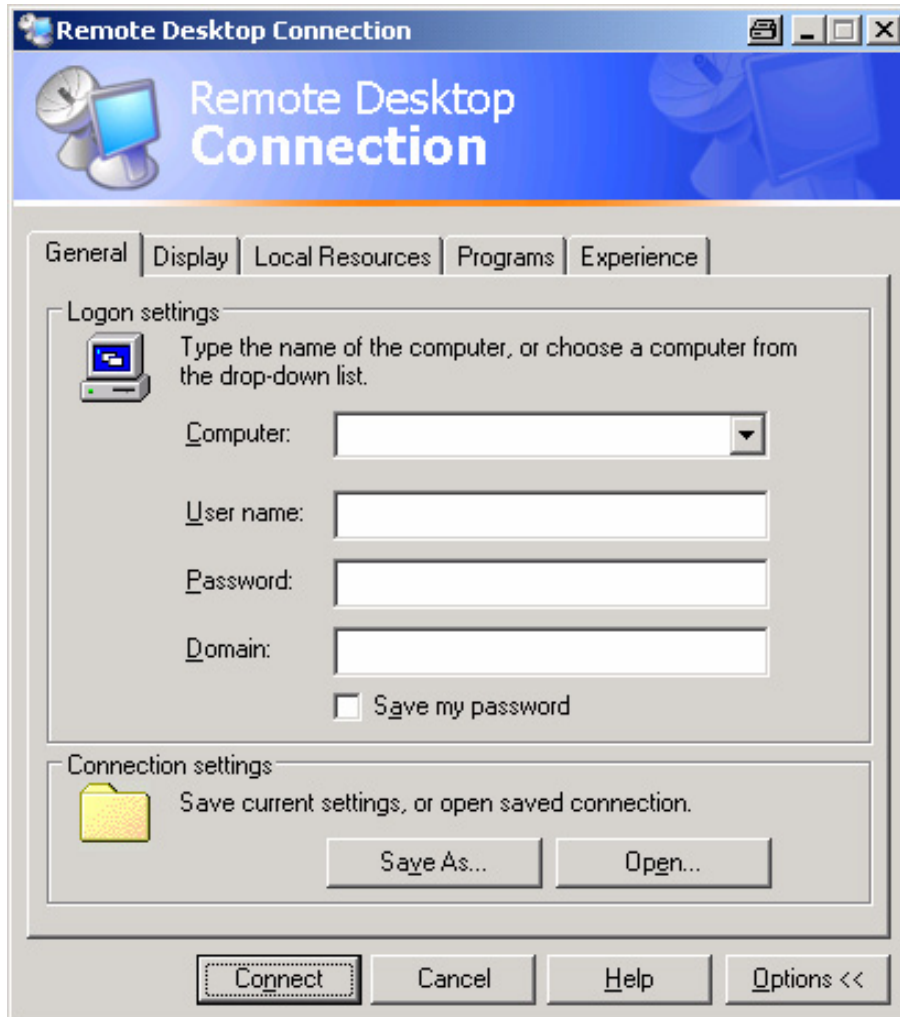 Remote Desktop Connection
Remote Desktop
Connection
General Display Local Resources Programs Experience
Logon settings
Type the name of the computer, or choose a computer from
the drop-down list.
Computer:
User name:
Password:
Domain:
Save my password
Connection settings
Save current settings, or open saved connection.
Save As... Open...
Connect Cancel Help Options <<